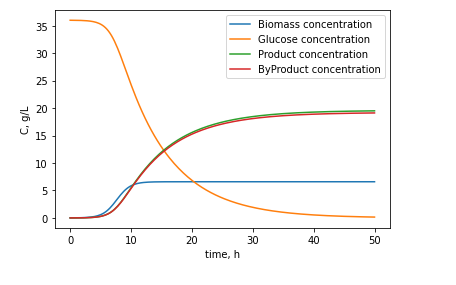 Biomass concentration
Glucose concentration
Product concentration
ByProduct concentration
C, g/L
35
30
25
20
15
10
5
0
0 10 20 30 40 50
time, h